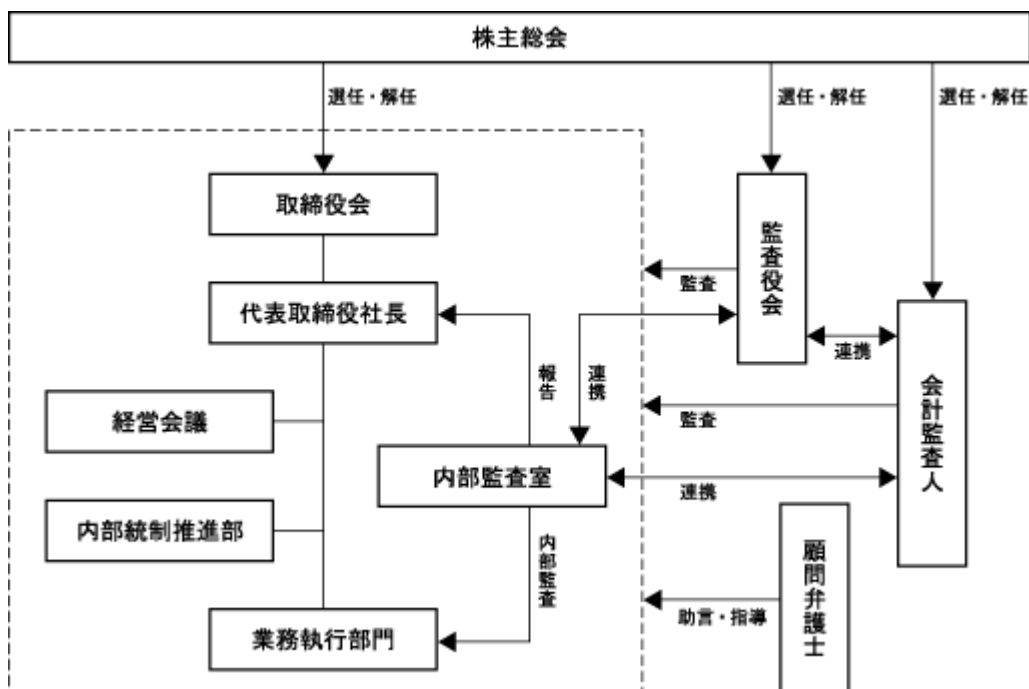 株主総会
選任・解任
選任・解任
選任・解任
取締役会
監査役会
監査
代表取締役社長
会計監査人
連携
報告
連携
経営会議
監査
内部監査室
連携
内部統制推進部
内部監査
顧問弁護士
助言・指導
業務執行部門